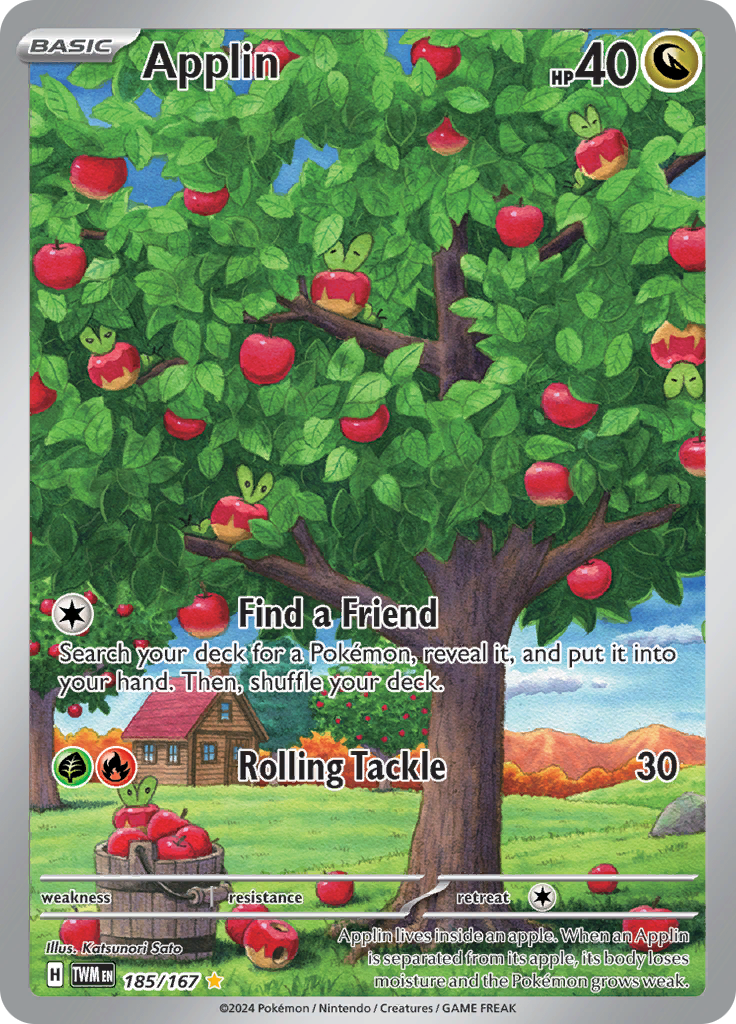 BASIC
Applin
HP40
Find a Friend
Search your deck for a Pokémon, reveal it, and put it into
your hand. Then, shuffle your deck.
Rolling Tackle 30
weakness resistance retreat
Illus. Katsunori Sato
Applin lives inside an apple. When an Applin
is separated from its apple, its body loses
moisture and the Pokémon grows weak.
H TWM EN 185/167
©2024 Pokémon / Nintendo / Creatures / GAME FREAK